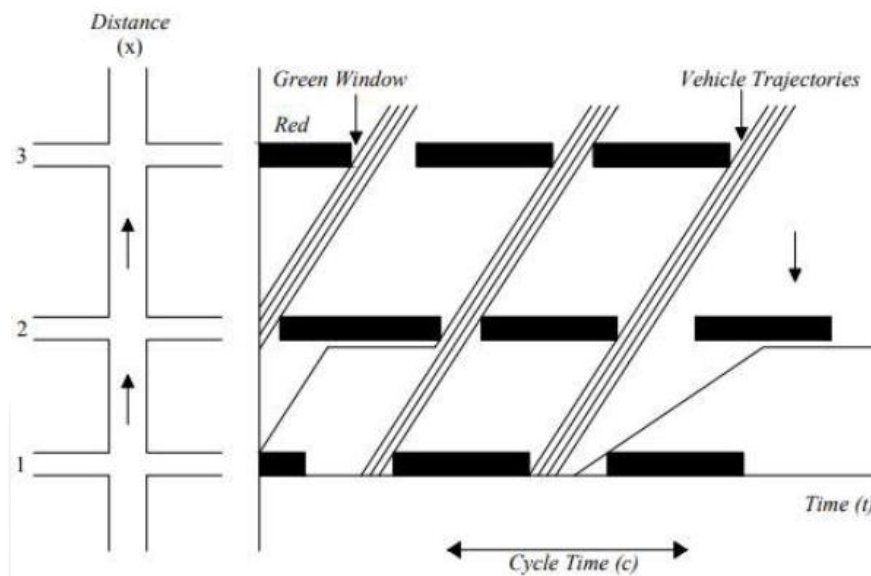 Distance
(x)
Green Window
Vehicle Trajectories
Red
3
2
1
Time (t)
Cycle Time (c)